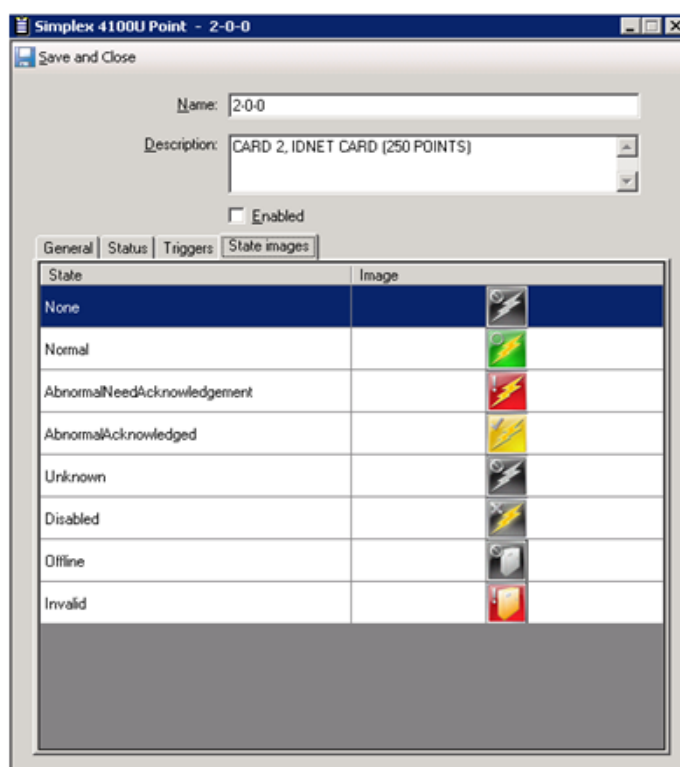 Simplex 4100U Point - 2-0-0
Save and Close
Name: 2-0-0
Description: CARD 2, IDNET CARD (250 POINTS)
Enabled
General Status Triggers State images
State Image
None
Normal
AbnormalNeedAcknowledgement
AbnormalAcknowledged
Unknown
Disabled
Offline
Invalid